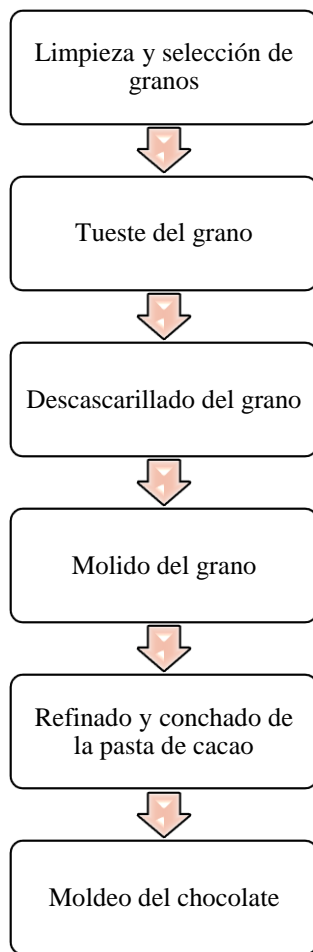 Limpieza y selección de
granos
Tueste del grano
Descascarillado del grano
Molido del grano
Refinado y conchado de
la pasta de cacao
Moldeo del chocolate